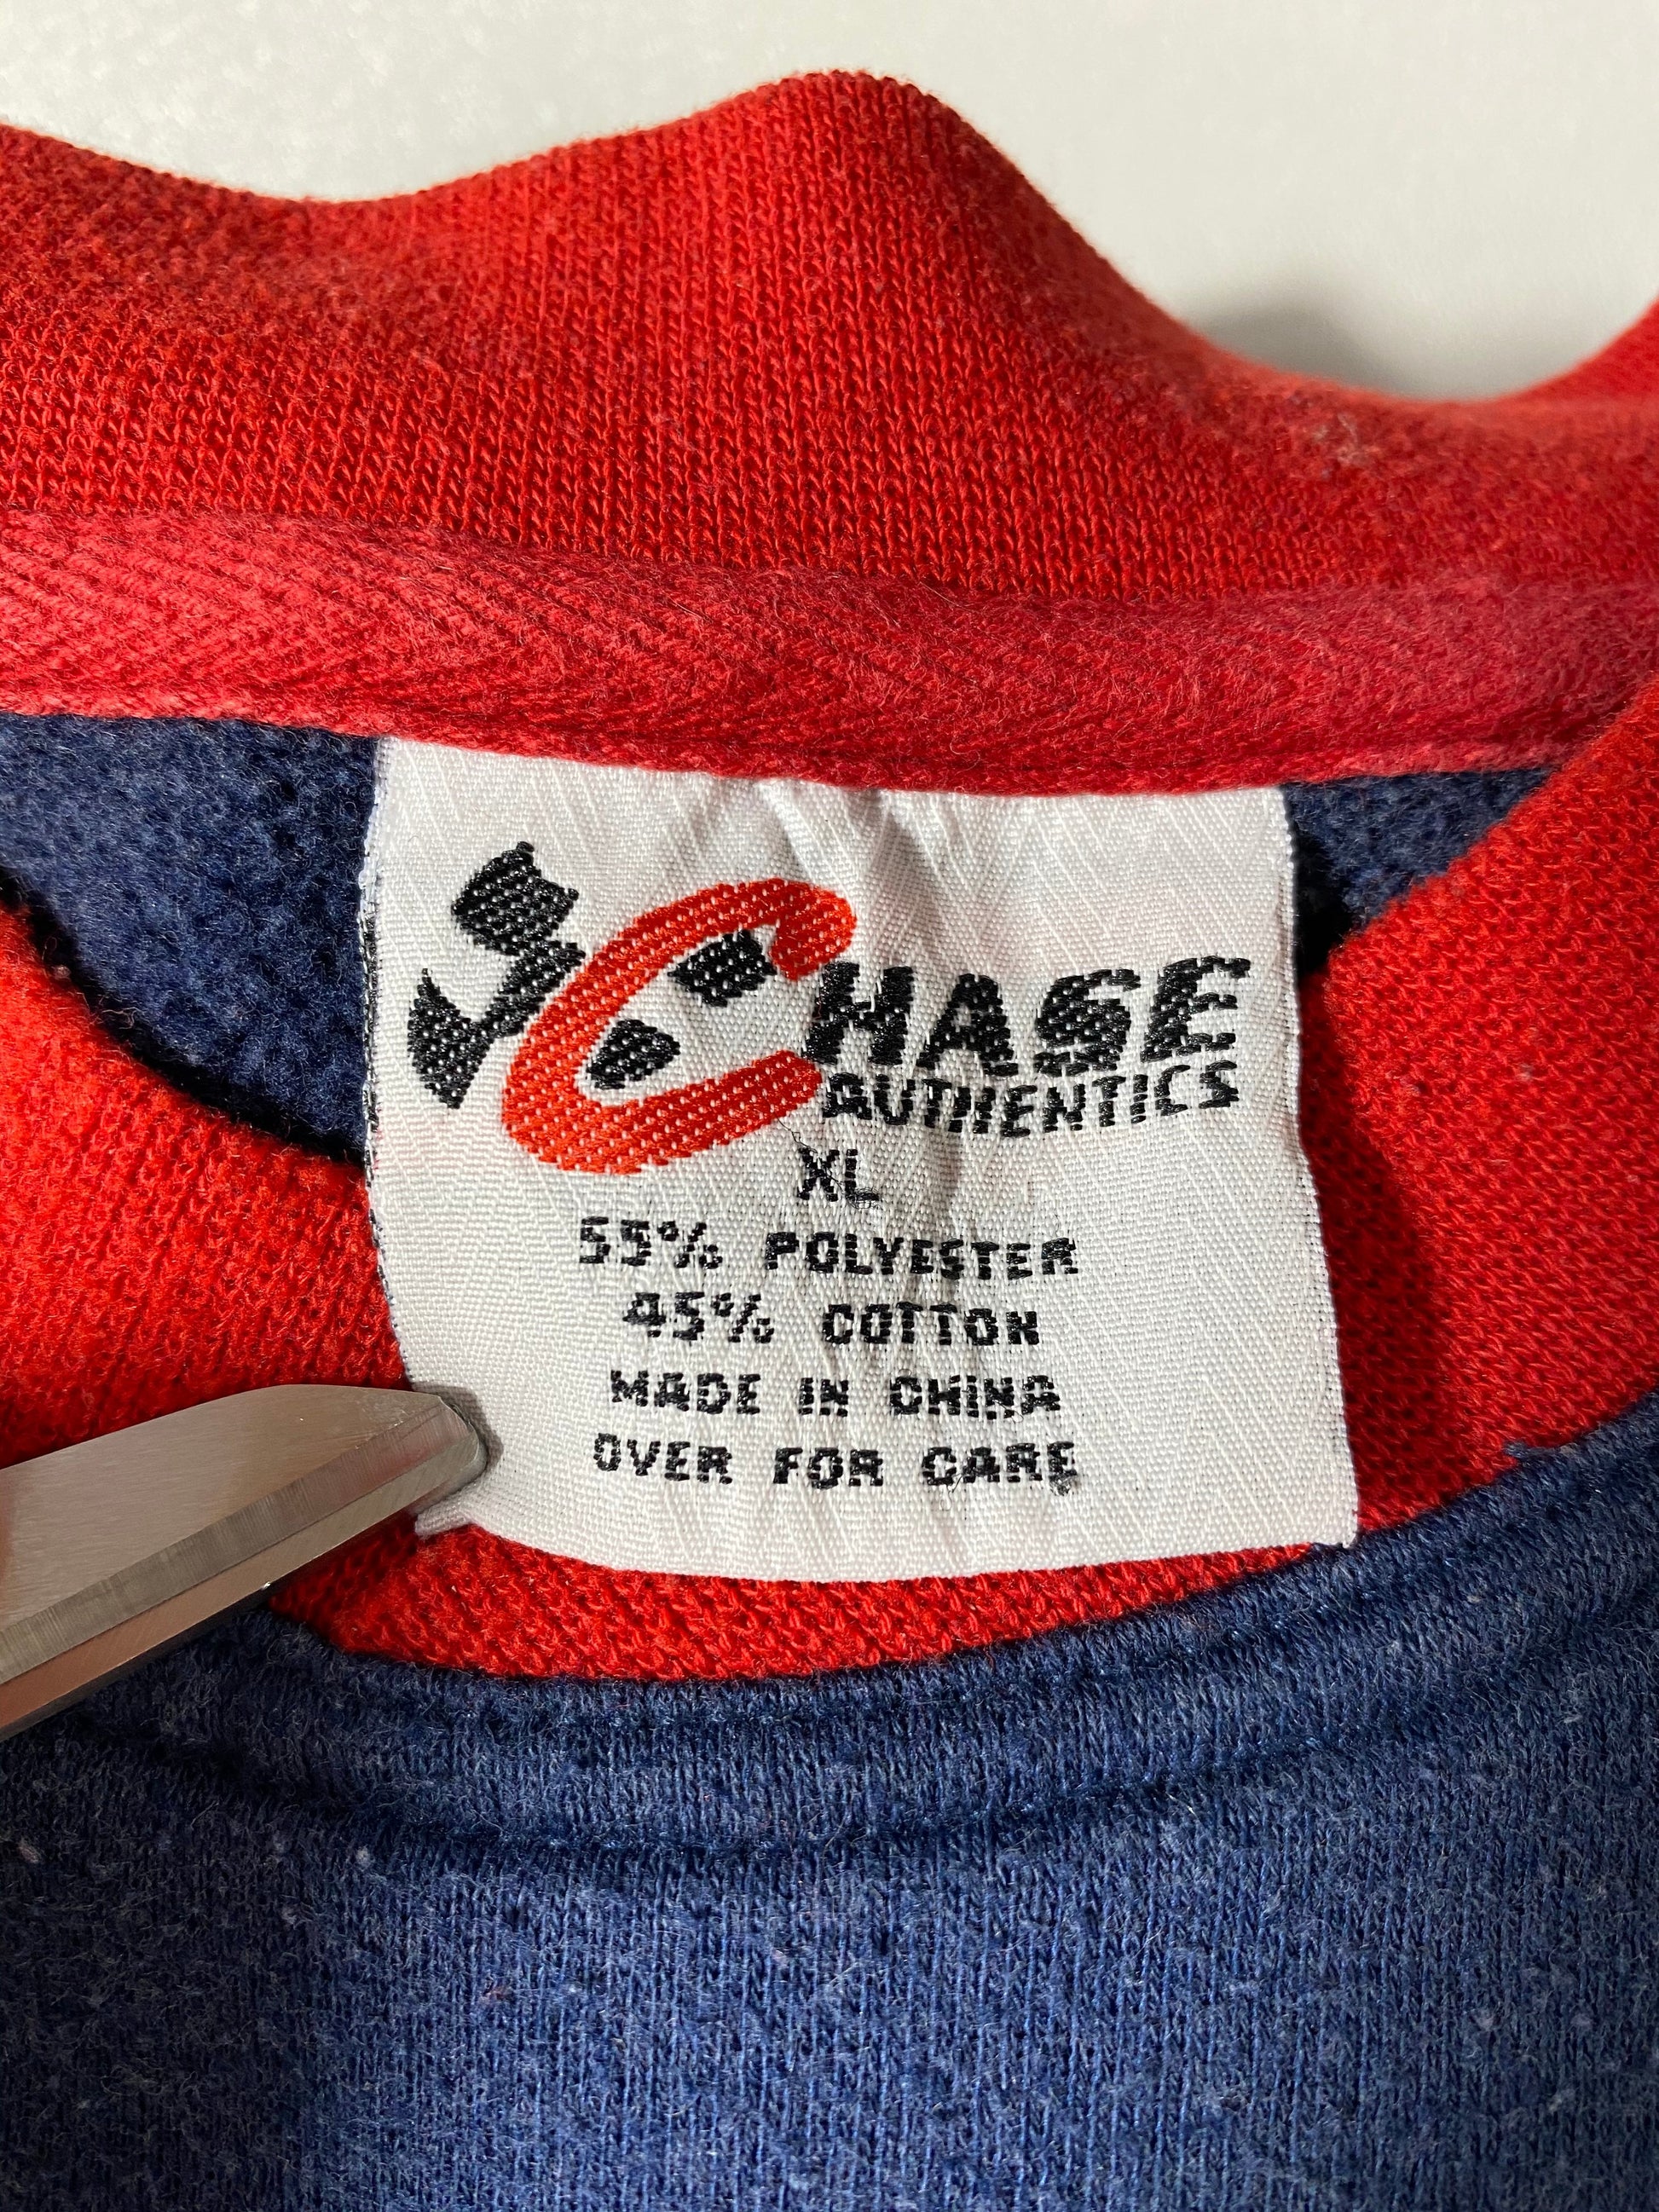 CHASE
AUTHENTICS
XL
55% POLYESTER
45% COTTON
MADE IN CHINA
OVER FOR CARE